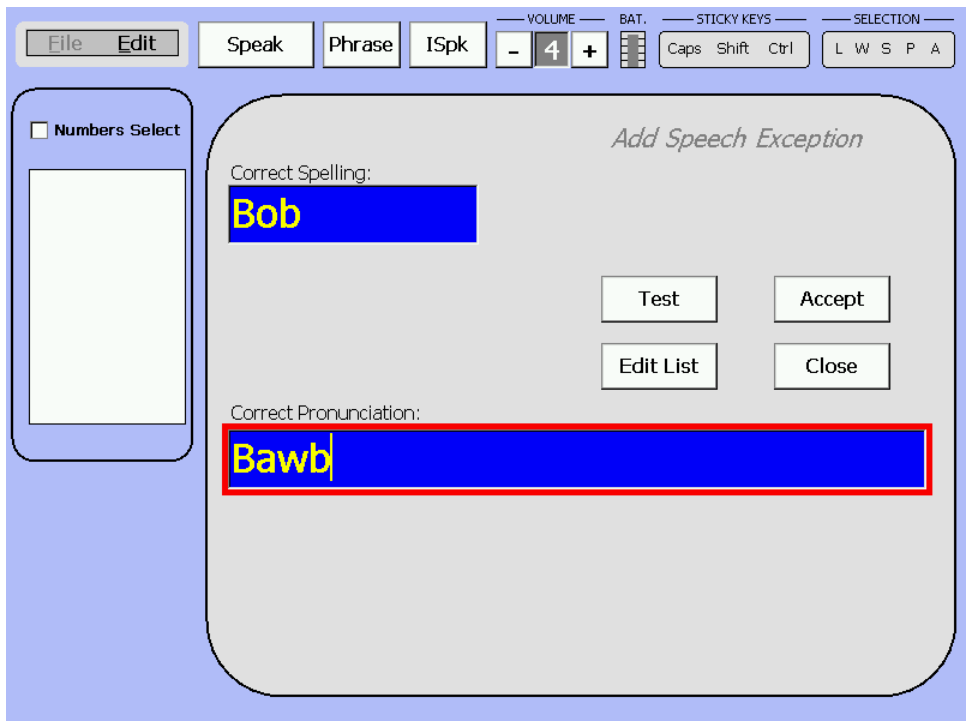 VOLUME BAT. STICKY KEYS SELECTION
File Edit Speak Phrase ISpk - 4 + Caps Shift Ctrl L W S P A
Numbers Select
Add Speech Exception
Correct Spelling:
Bob
Test Accept
Edit List Close
Correct Pronunciation:
Bawb